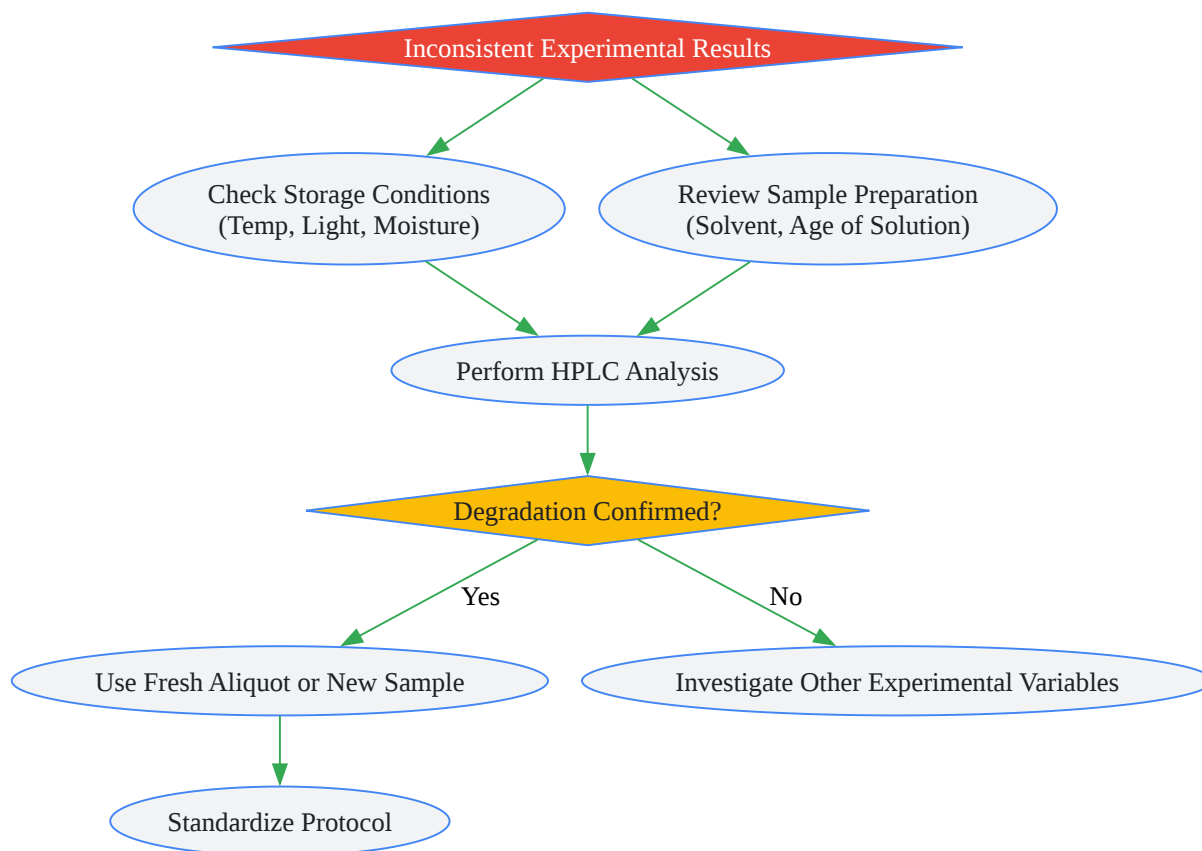 Inconsistent Experimental Results
Check Storage Conditions
(Temp, Light, Moisture)
Review Sample Preparation
(Solvent, Age of Solution)
Perform HPLC Analysis
Degradation Confirmed?
Yes
No
Use Fresh Aliquot or New Sample
Investigate Other Experimental Variables
Standardize Protocol